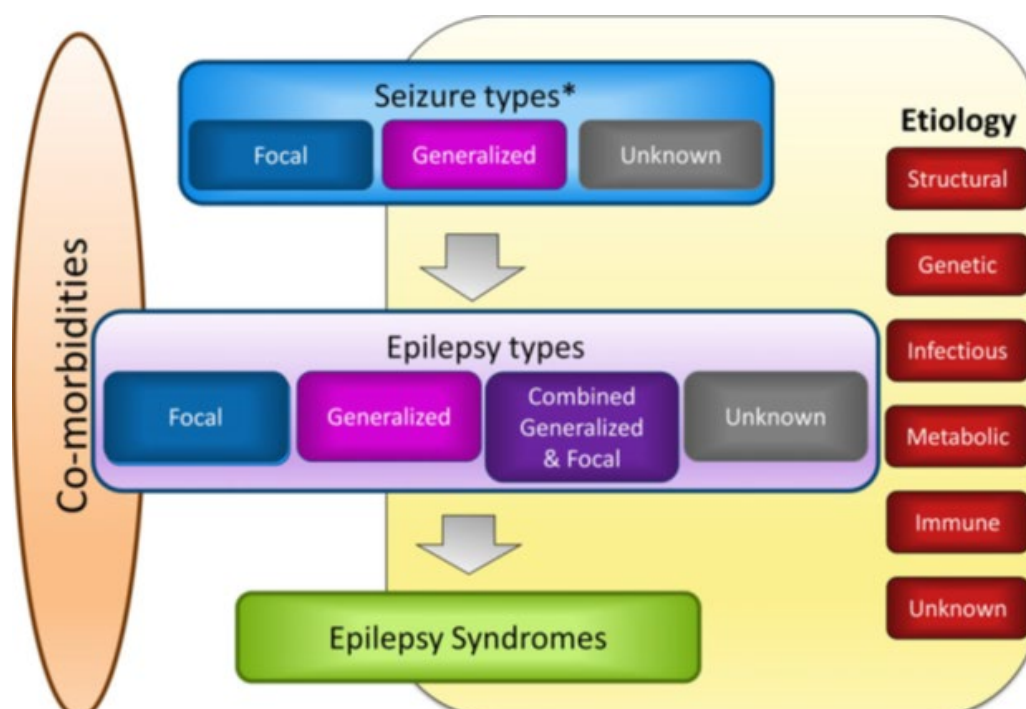 Co-morbidities
Seizure types*
Focal
Generalized
Unknown
Epilepsy types
Focal
Generalized
Combined
Generalized
& Focal
Unknown
Epilepsy Syndromes
Etiology
Structural
Genetic
Infectious
Metabolic
Immune
Unknown